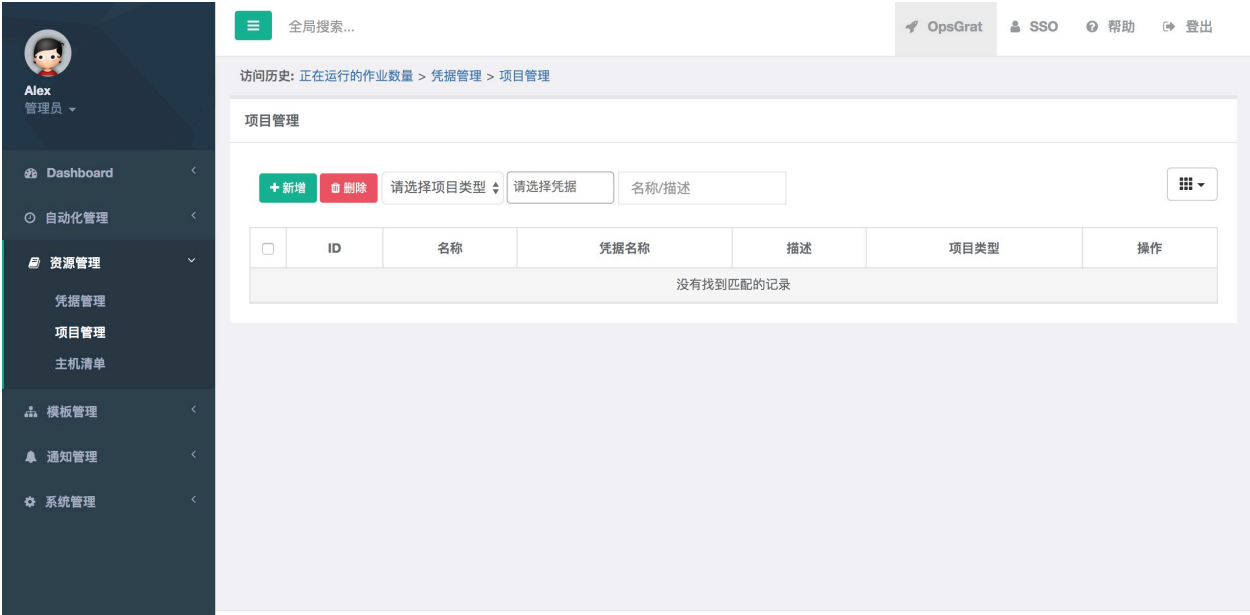 全局搜索...
OpsGrat
SSO
帮助
登出
Alex
管理员
访问历史: 正在运行的作业数量 > 凭据管理 > 项目管理
项目管理
Dashboard
自动化管理
资源管理
凭据管理
项目管理
主机清单
模板管理
通知管理
系统管理
新增 删除 请选择项目类型 请选择凭据 名称/描述
ID 名称 凭据名称 描述 项目类型 操作
没有找到匹配的记录